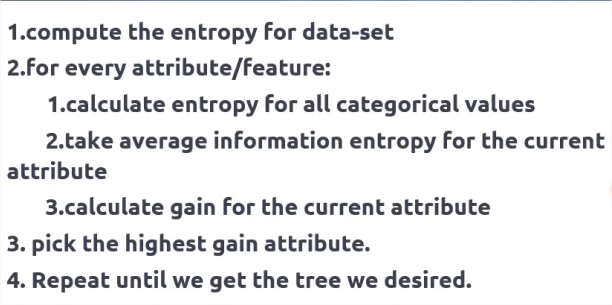 1.compute the entropy for data-set
2.for every attribute/feature:
1.calculate entropy for all categorical values
2.take average information entropy for the current
attribute
3.calculate gain for the current attribute
3. pick the highest gain attribute.
4. Repeat until we get the tree we desired.